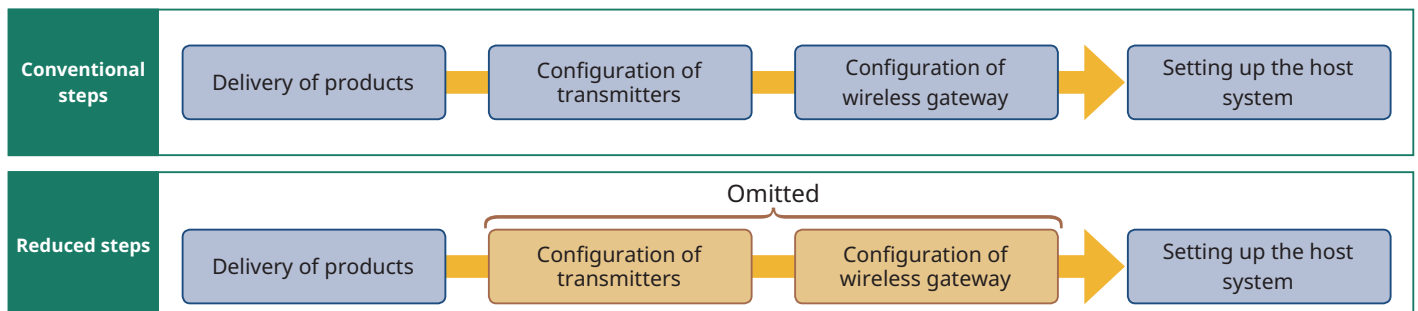 Conventional
steps
Delivery of products
Configuration of
transmitters
Configuration of
wireless gateway
Setting up the host
system
Omitted
Reduced steps
Delivery of products
Configuration of
transmitters
Configuration of
wireless gateway
Setting up the host
system